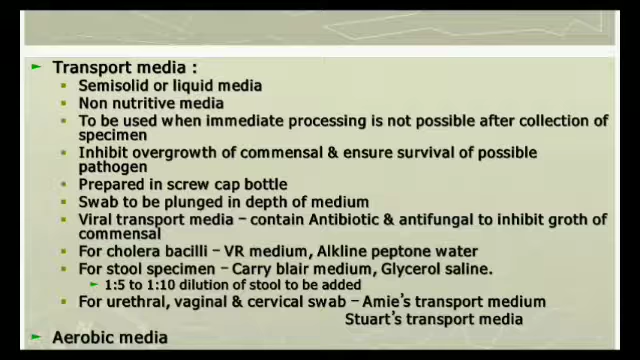 Transport media :
Semisolid or liquid media
Non nutritive media
To be used when immediate processing is not possible after collection of
specimen
Inhibit overgrowth of commensal & ensure survival of possible
pathogen
Prepared in screw cap bottle
Swab to be plunged in depth of medium
Viral transport media – contain Antibiotic & antifungal to inhibit groth of
commensal
For cholera bacilli – VR medium, Alkline peptone water
For stool specimen – Carry blair medium, Glycerol saline.
1:5 to 1:10 dilution of stool to be added
For urethral, vaginal & cervical swab – Amie's transport medium
Stuart's transport media
Aerobic media